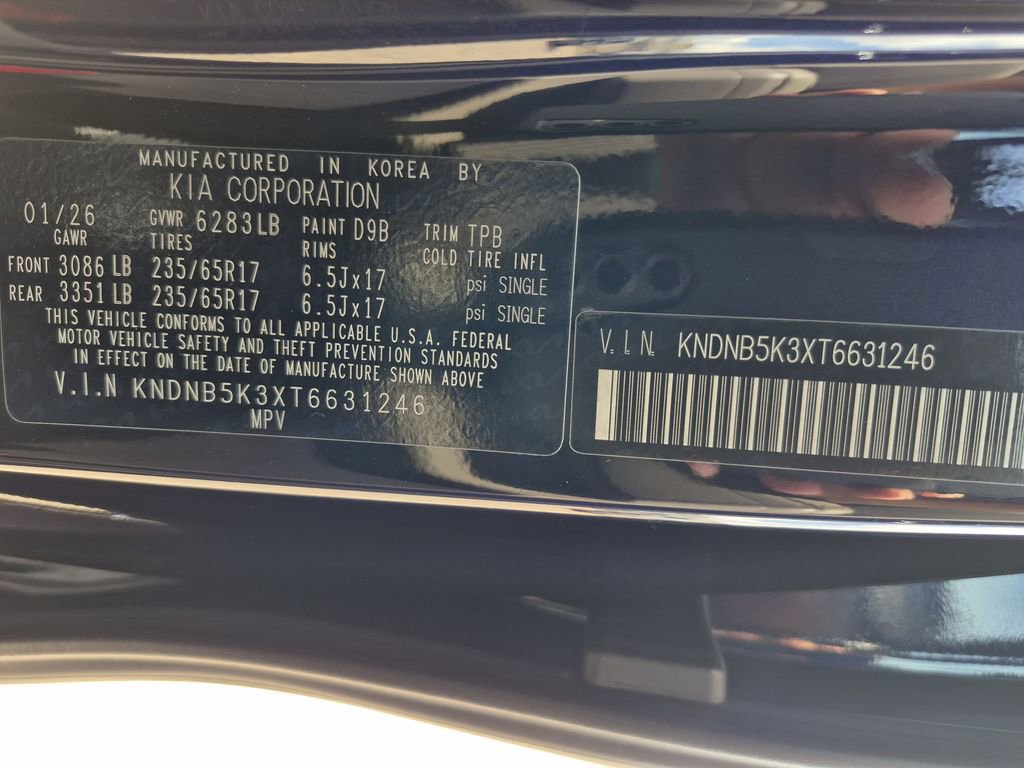 MANUFACTURED IN KOREA BY
KIA CORPORATION
01/26 GVWR 6283LB PAINT D9B TRIM TPB
GAWR TIRES RIMS COLD TIRE INFL
FRONT 3086 LB 235/65R17 6.5Jx17 psi SINGLE
REAR 3351 LB 235/65R17 6.5Jx17 psi SINGLE
THIS VEHICLE CONFORMS TO ALL APPLICABLE U.S.A. FEDERAL
MOTOR VEHICLE SAFETY AND THEFT PREVENTION STANDARDS
IN EFFECT ON THE DATE OF MANUFACTURE SHOWN ABOVE
V.I.N KNDNB5K3XT6631246
MPV
V.I.N. KNDNB5K3XT6631246